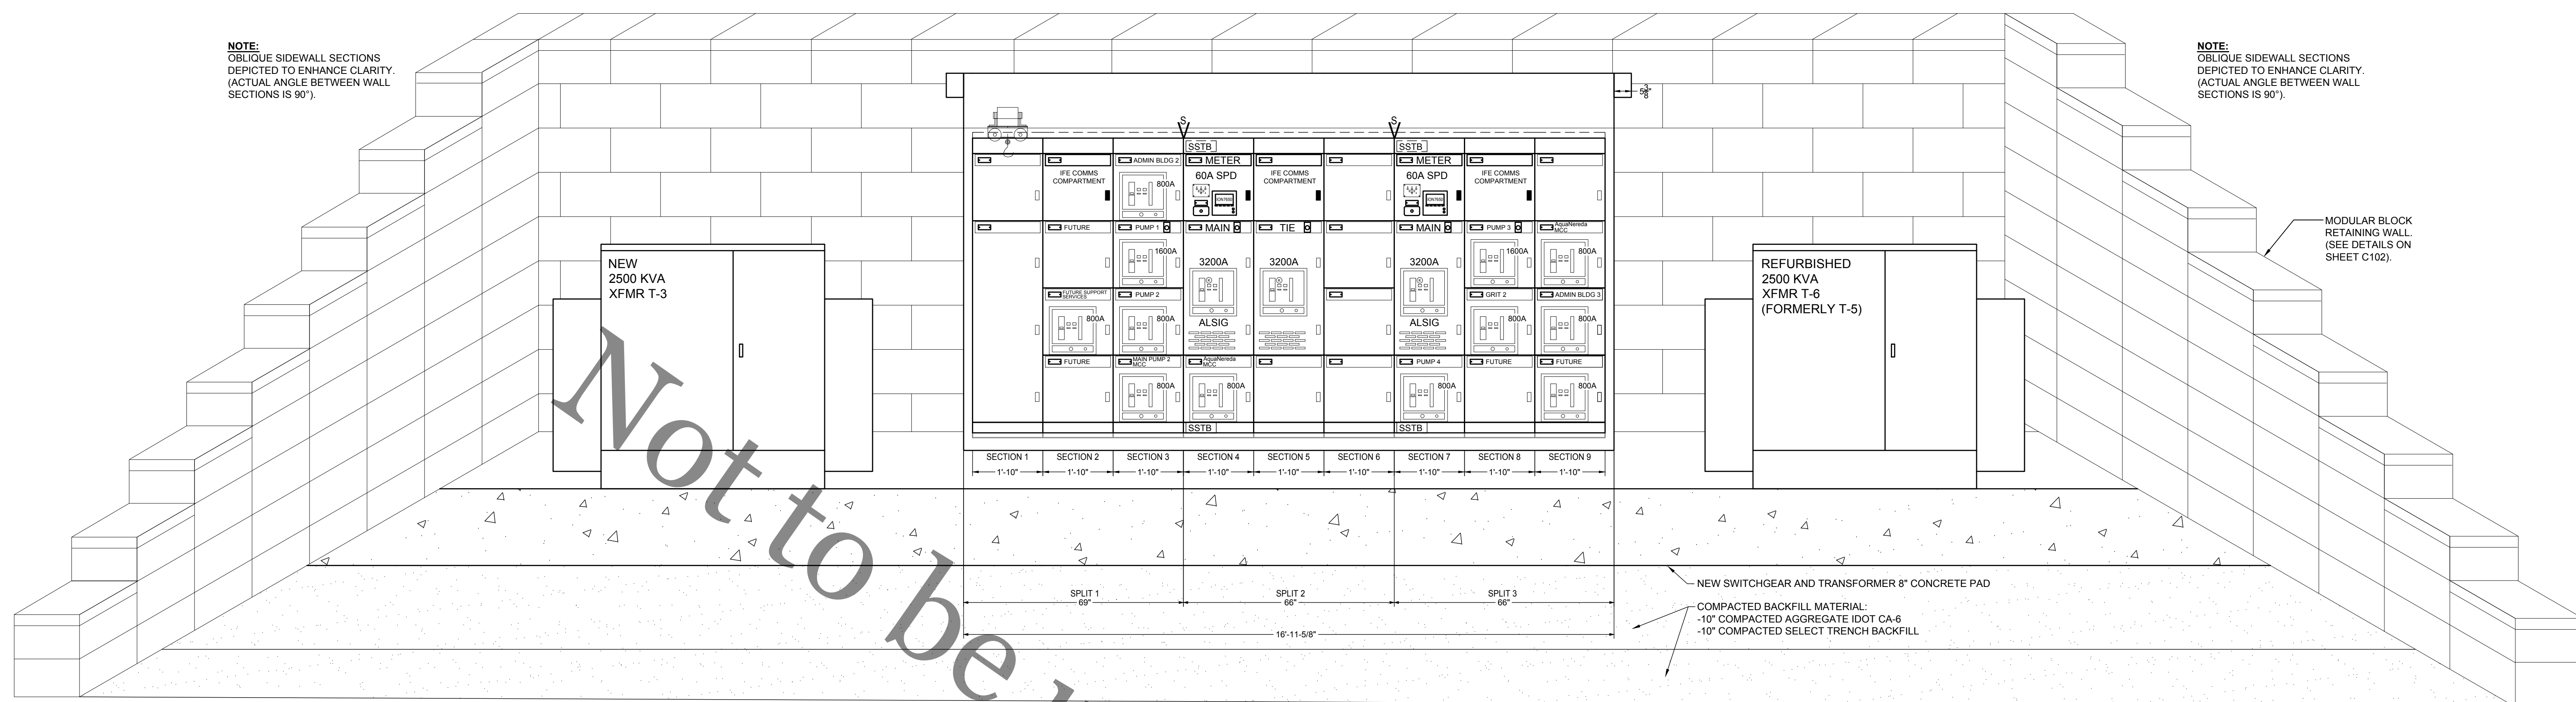 NOTE:
OBLIQUE SIDEWALL SECTIONS
DEPICTED TO ENHANCE CLARITY.
(ACTUAL ANGLE BETWEEN WALL
SECTIONS IS 90°).
NOTE:
OBLIQUE SIDEWALL SECTIONS
DEPICTED TO ENHANCE CLARITY.
(ACTUAL ANGLE BETWEEN WALL
SECTIONS IS 90°).
5 3/8"
S
S
SSTB
SSTB
ADMIN BLDG 2
METER
METER
IFE COMMS
COMPARTMENT
800A
60A SPD
ION7650
IFE COMMS
COMPARTMENT
60A SPD
ION7650
IFE COMMS
COMPARTMENT
FUTURE
PUMP 1
MAIN
TIE
MAIN
PUMP 3
AquaNereda
MCC
1600A
3200A
3200A
3200A
1600A
800A
FUTURE SUPPORT
SERVICES
PUMP 2
GRIT 2
ADMIN BLDG 3
800A
800A
ALSIG
ALSIG
800A
800A
FUTURE
MAIN PUMP 2
MCC
AquaNereda
MCC
PUMP 4
FUTURE
FUTURE
800A
800A
800A
800A
SSTB
SSTB
SECTION 1
SECTION 2
SECTION 3
SECTION 4
SECTION 5
SECTION 6
SECTION 7
SECTION 8
SECTION 9
1'-10"
1'-10"
1'-10"
1'-10"
1'-10"
1'-10"
1'-10"
1'-10"
1'-10"
NEW
2500 KVA
XFMR T-3
REFURBISHED
2500 KVA
XFMR T-6
(FORMERLY T-5)
MODULAR BLOCK
RETAINING WALL.
(SEE DETAILS ON
SHEET C102).
SPLIT 1
69"
SPLIT 2
66"
SPLIT 3
66"
16'-11-5/8"
NEW SWITCHGEAR AND TRANSFORMER 8" CONCRETE PAD
COMPACTED BACKFILL MATERIAL:
-10" COMPACTED AGGREGATE IDOT CA-6
-10" COMPACTED SELECT TRENCH BACKFILL
Not to be